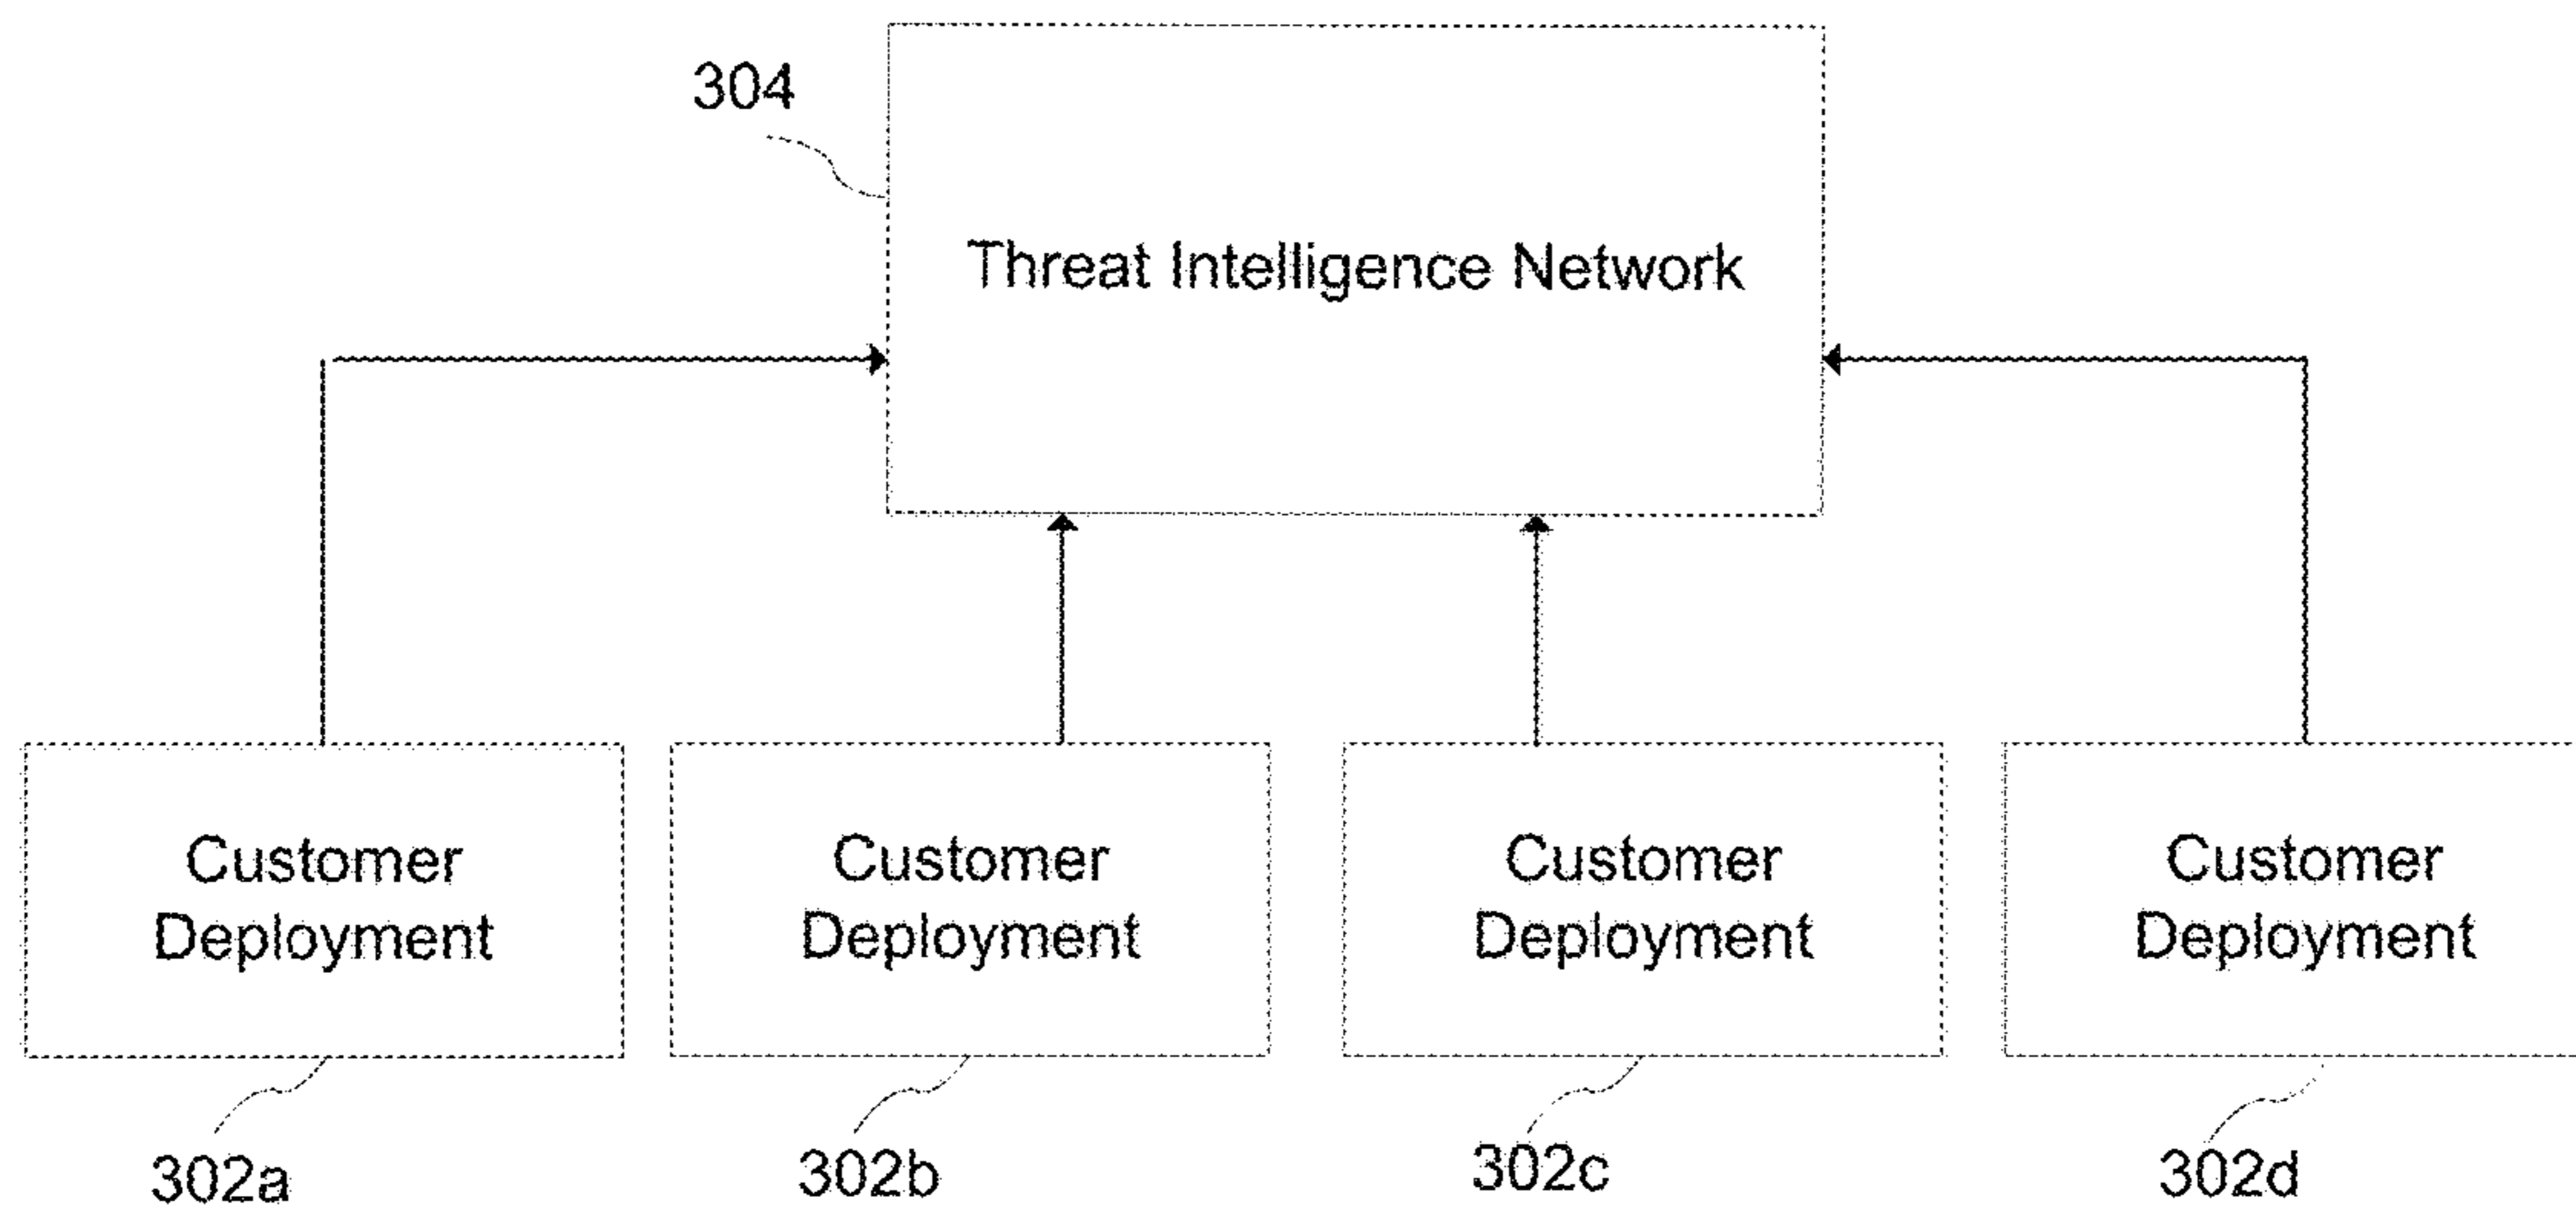 304
Threat Intelligence Network
Customer
Deployment
Customer
Deployment
Customer
Deployment
Customer
Deployment
302a
302b
302c
302d